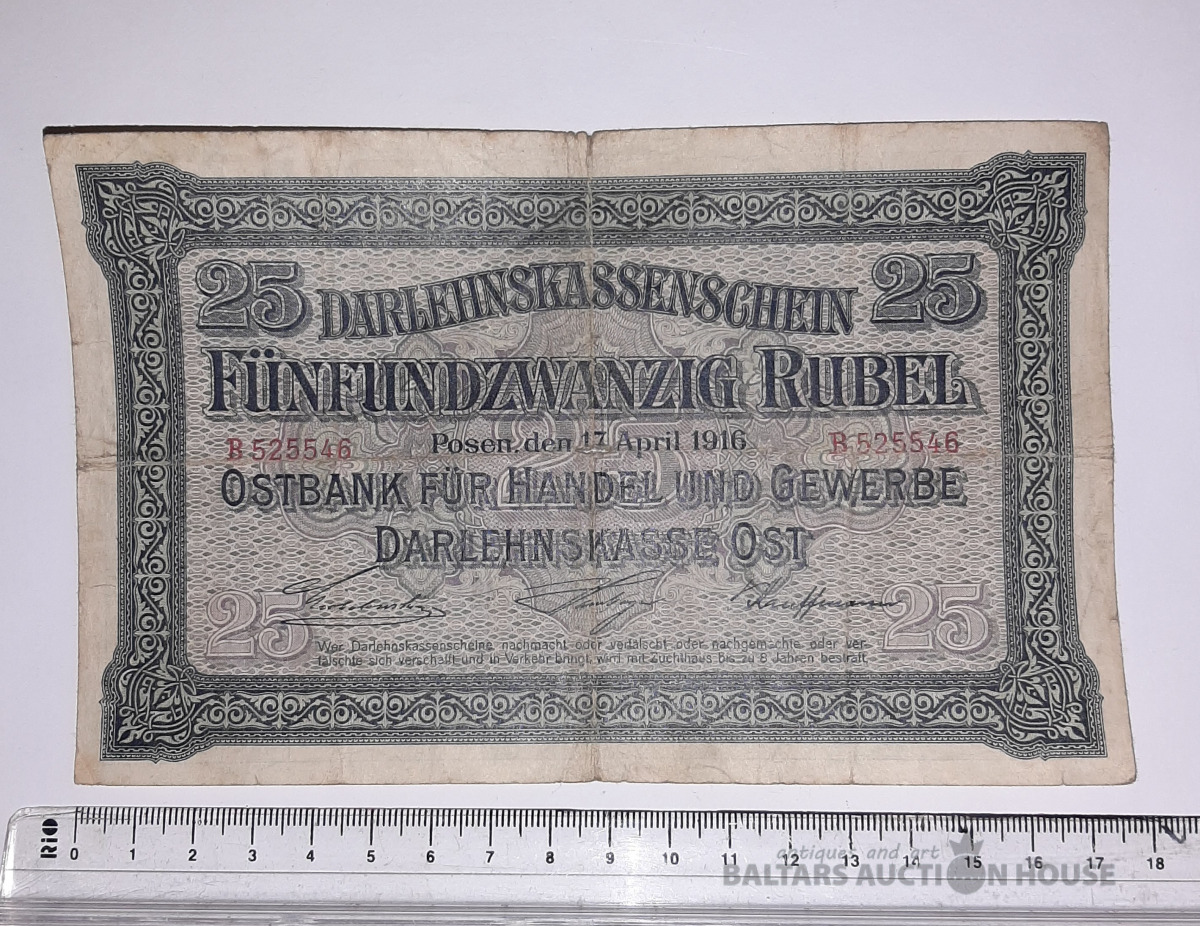 25 DARLEHNSKASSENSCHEIN 25
FÜNFUNDZWANZIG RUBEL
B 525546 Posen, den 17 April 1916 B 525546
OSTBANK FÜR HANDEL UND GEWERBE
DARLEHNSKASSE OST
25 25
Wer Darlehnskassenscheine nachmacht oder verfälscht oder nachgemachte oder ver-
fälschte sich verschafft und in Verkehr bringt, wird mit Zuchthaus bis zu 8 Jahren bestraft.
RiO 0 1 2 3 4 5 6 7 8 9 10 11 12 13 14 15 16 17 18
antiques and art
BALTARS AUCTION HOUSE